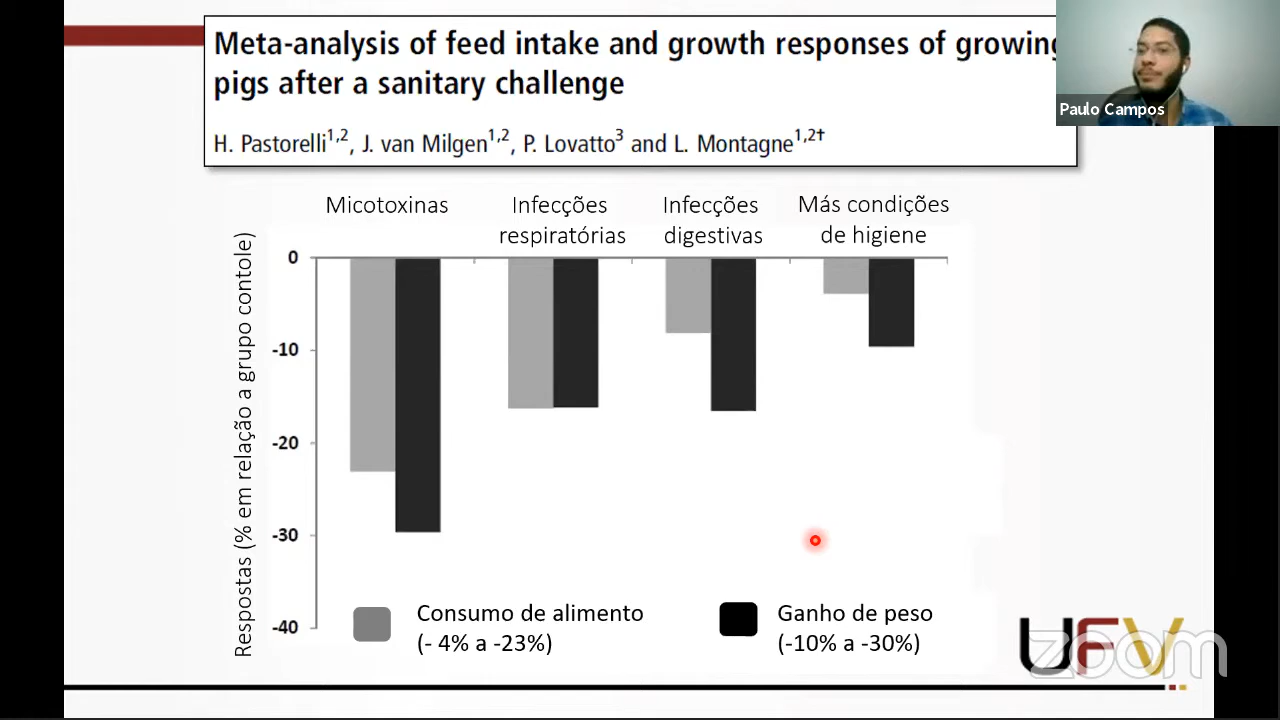 Meta-analysis of feed intake and growth responses of growing
pigs after a sanitary challenge
H. Pastorelli1,2, J. van Milgen1,2, P. Lovatto3 and L. Montagne1,2†
Paulo Campos
Micotoxinas
Infecções
respiratórias
Infecções
digestivas
Más condições
de higiene
Respostas (% em relação a grupo contole)
0
-10
-20
-30
-40
Consumo de alimento
(- 4% a -23%)
Ganho de peso
(-10% a -30%)
UFV
zoom